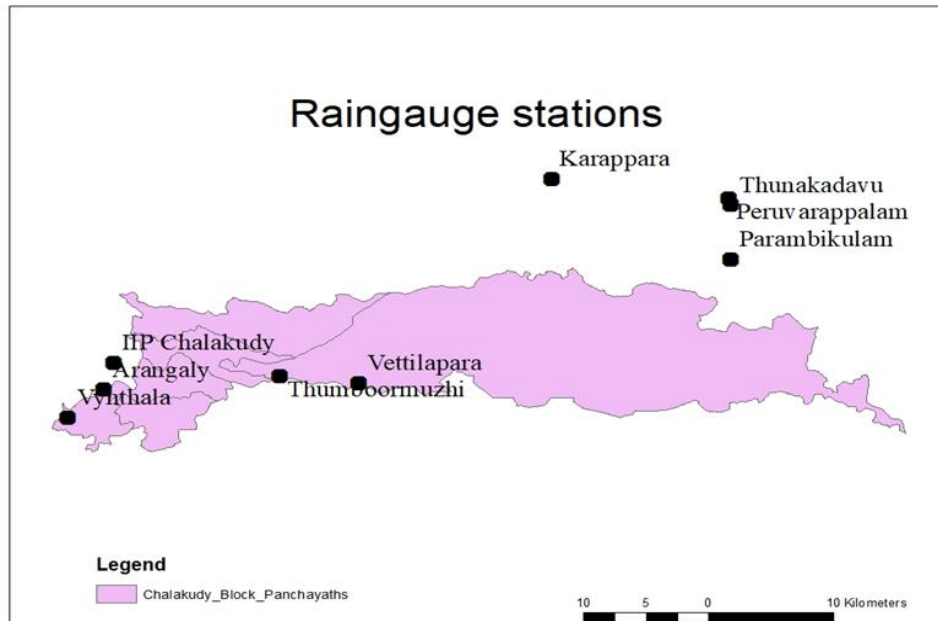 Raingauge stations
Karappara
Thunakadavu
Peruvarappalam
Parambikulam
IIP Chalakudy
Arangaly
Vynthala
Vettilapara
Thumboormuzhi
Legend
Chalakudy_Block_Panchayaths
10 5 0 10 Kilometers